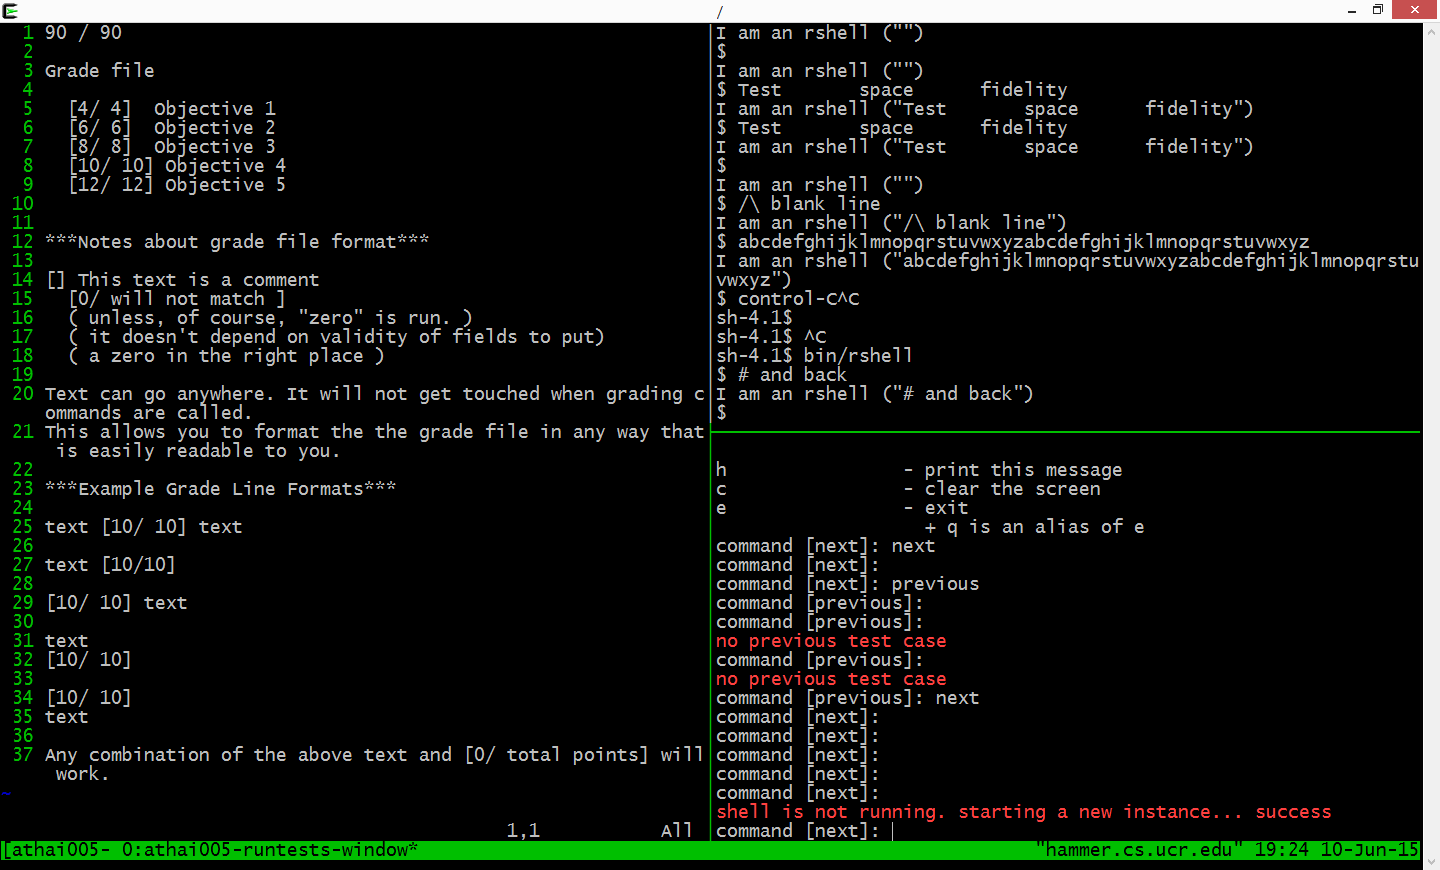 /
1 90 / 90
2
3 Grade file
4
5   [4/ 4]  Objective 1
6   [6/ 6]  Objective 2
7   [8/ 8]  Objective 3
8   [10/ 10] Objective 4
9   [12/ 12] Objective 5
10
11
12 ***Notes about grade file format***
13
14 [] This text is a comment
15   [0/ will not match ]
16   ( unless, of course, "zero" is run. )
17   ( it doesn't depend on validity of fields to put)
18   ( a zero in the right place )
19
20 Text can go anywhere. It will not get touched when grading c
ommands are called.
21 This allows you to format the the grade file in any way that
is easily readable to you.
22
23 ***Example Grade Line Formats***
24
25 text [10/ 10] text
26
27 text [10/10]
28
29 [10/ 10] text
30
31 text
32 [10/ 10]
33
34 [10/ 10]
35 text
36
37 Any combination of the above text and [0/ total points] will
work.
~
1,1           All
I am an rshell ("")
$
I am an rshell ("")
$ Test       space      fidelity
I am an rshell ("Test       space      fidelity")
$ Test       space      fidelity
I am an rshell ("Test       space      fidelity")
$
I am an rshell ("")
$ /\ blank line
I am an rshell ("/\ blank line")
$ abcdefghijklmnopqrstuvwxyzabcdefghijklmnopqrstuvwxyz
I am an rshell ("abcdefghijklmnopqrstuvwxyzabcdefghijklmnopqrstu
vwxyz")
$ control-C^C
sh-4.1$
sh-4.1$ ^C
sh-4.1$ bin/rshell
$ # and back
I am an rshell ("# and back")
$
h                - print this message
c                - clear the screen
e                - exit
+ q is an alias of e
command [next]: next
command [next]:
command [next]: previous
command [previous]:
command [previous]:
no previous test case
command [previous]:
no previous test case
command [previous]: next
command [next]:
command [next]:
command [next]:
command [next]:
command [next]:
shell is not running. starting a new instance... success
command [next]:
[athai005- 0:athai005-runtests-window*   "hammer.cs.ucr.edu" 19:24 10-Jun-15